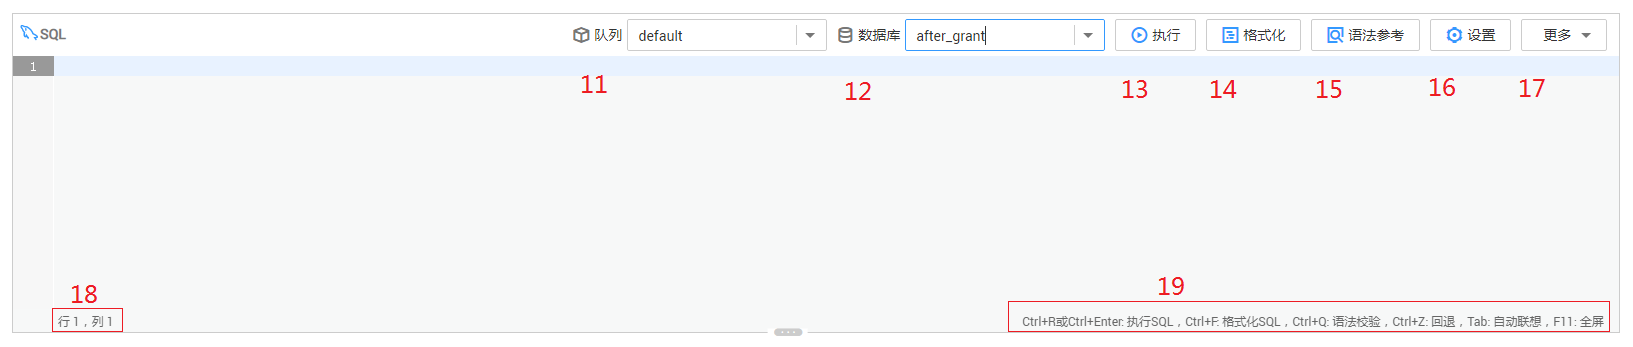 SQL 队列 default 数据库 after_grant 执行 格式化 语法参考 设置 更多
1
11 12 13 14 15 16 17
18 19
行 1，列 1 Ctrl+R或Ctrl+Enter: 执行SQL，Ctrl+F: 格式化SQL，Ctrl+Q: 语法校验，Ctrl+Z: 回退，Tab: 自动联想，F11: 全屏